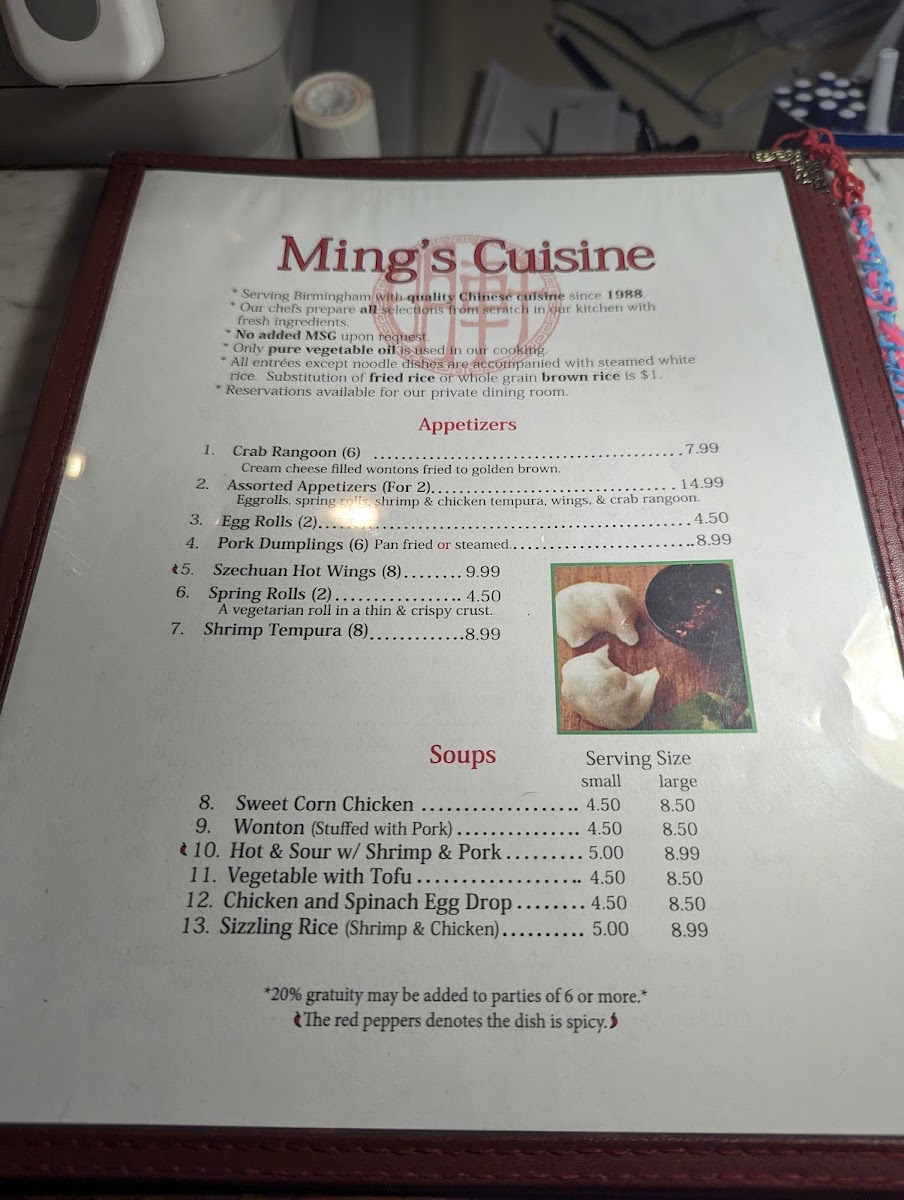 Ming's Cuisine
* Serving Birmingham with quality Chinese cuisine since 1988.
* Our chefs prepare all selections from scratch in our kitchen with
fresh ingredients.
* No added MSG upon request.
* Only pure vegetable oil is used in our cooking.
* All entrées except noodle dishes are accompanied with steamed white
rice. Substitution of fried rice or whole grain brown rice is $1.
* Reservations available for our private dining room.
Appetizers
1. Crab Rangoon (6) ................................................7.99
Cream cheese filled wontons fried to golden brown.
2. Assorted Appetizers (For 2)...................................14.99
Eggrolls, spring rolls, shrimp & chicken tempura, wings, & crab rangoon.
3. Egg Rolls (2).......................................................4.50
4. Pork Dumplings (6) Pan fried or steamed...........................8.99
5. Szechuan Hot Wings (8)........9.99
6. Spring Rolls (2)................4.50
A vegetarian roll in a thin & crispy crust.
7. Shrimp Tempura (8).............8.99
Soups Serving Size
small large
8. Sweet Corn Chicken ................... 4.50 8.50
9. Wonton (Stuffed with Pork)............... 4.50 8.50
10. Hot & Sour w/ Shrimp & Pork......... 5.00 8.99
11. Vegetable with Tofu.................... 4.50 8.50
12. Chicken and Spinach Egg Drop........ 4.50 8.50
13. Sizzling Rice (Shrimp & Chicken).......... 5.00 8.99
*20% gratuity may be added to parties of 6 or more.*
The red peppers denotes the dish is spicy.